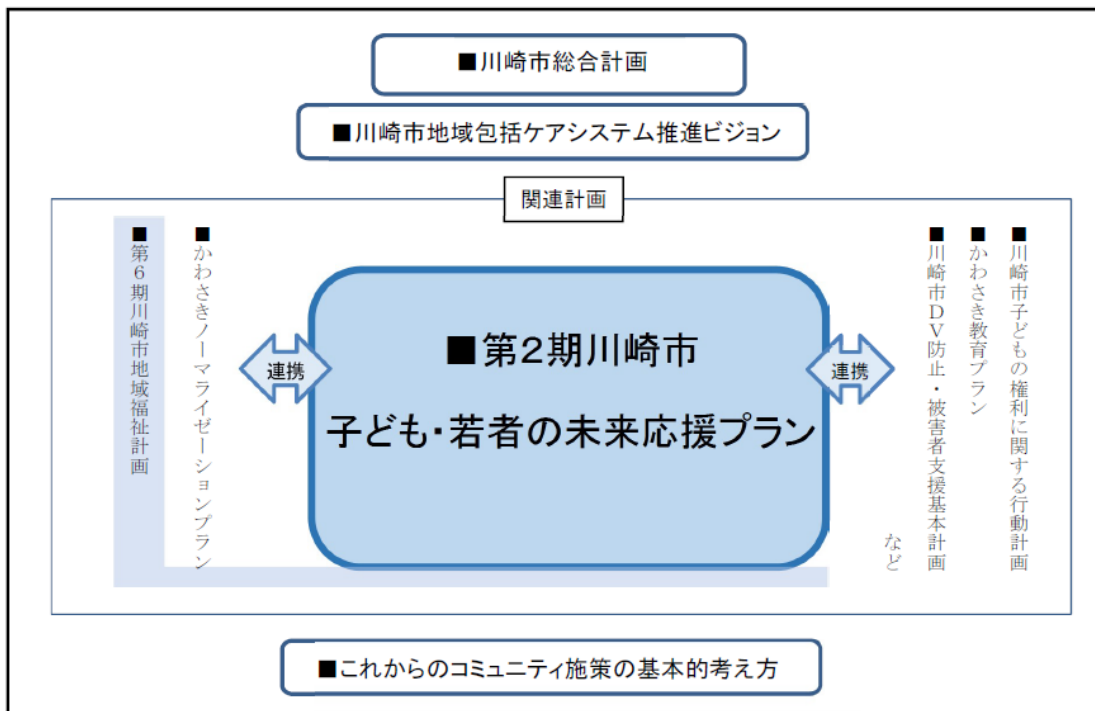 ■川崎市総合計画
■川崎市地域包括ケアシステム推進ビジョン
関連計画
■川崎市子どもの権利に関する行動計画
■かわさき教育プラン
■川崎市DV防止・被害者支援基本計画
など
連携
■第2期川崎市
子ども・若者の未来応援プラン
連携
■かわさきノーマライゼーションプラン
■第6期川崎市地域福祉計画
■これからのコミュニティ施策の基本的考え方